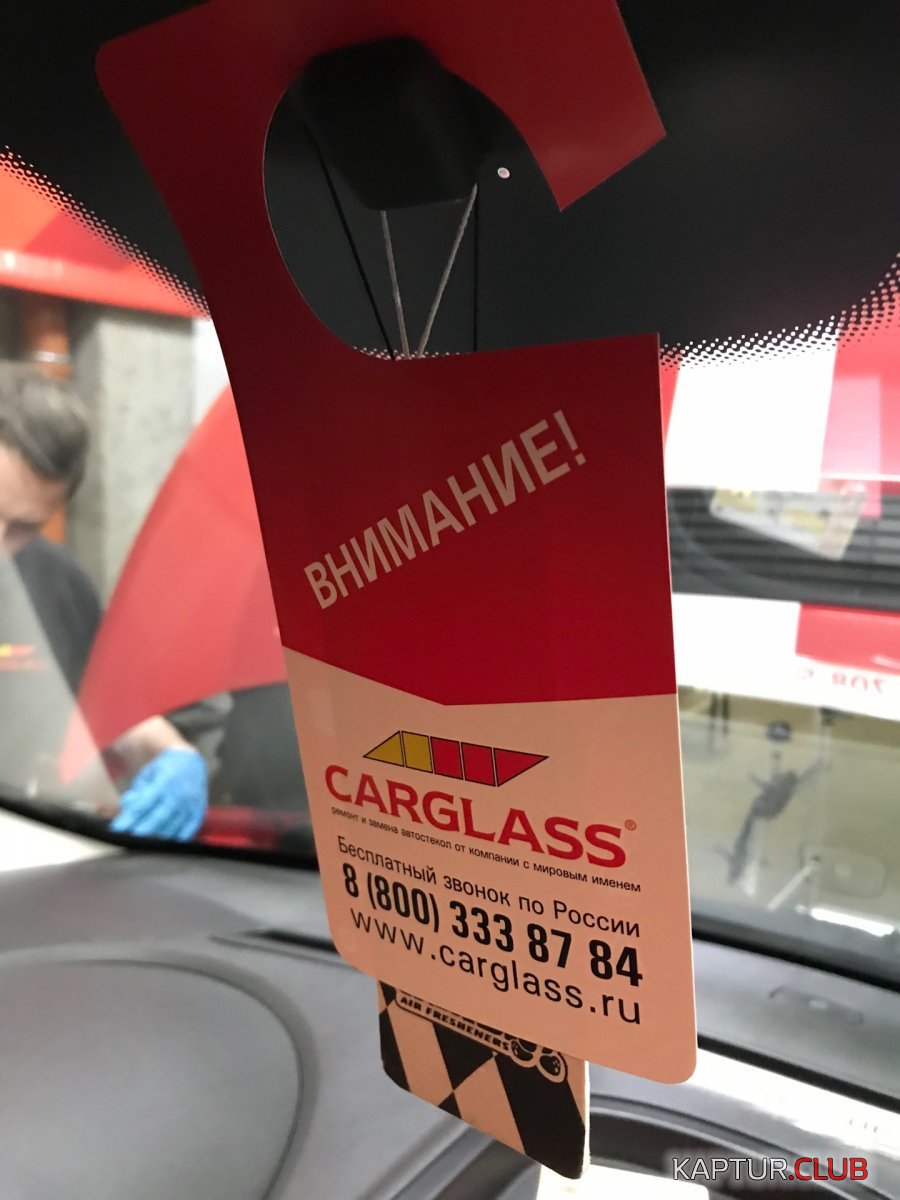 ВНИМАНИЕ!
CARGLASS®
ремонт и замена автостекол от компании с мировым именем
Бесплатный звонок по России
8 (800) 333 87 84
www.carglass.ru
AIR FRESHENERS
KAPTUR.CLUB